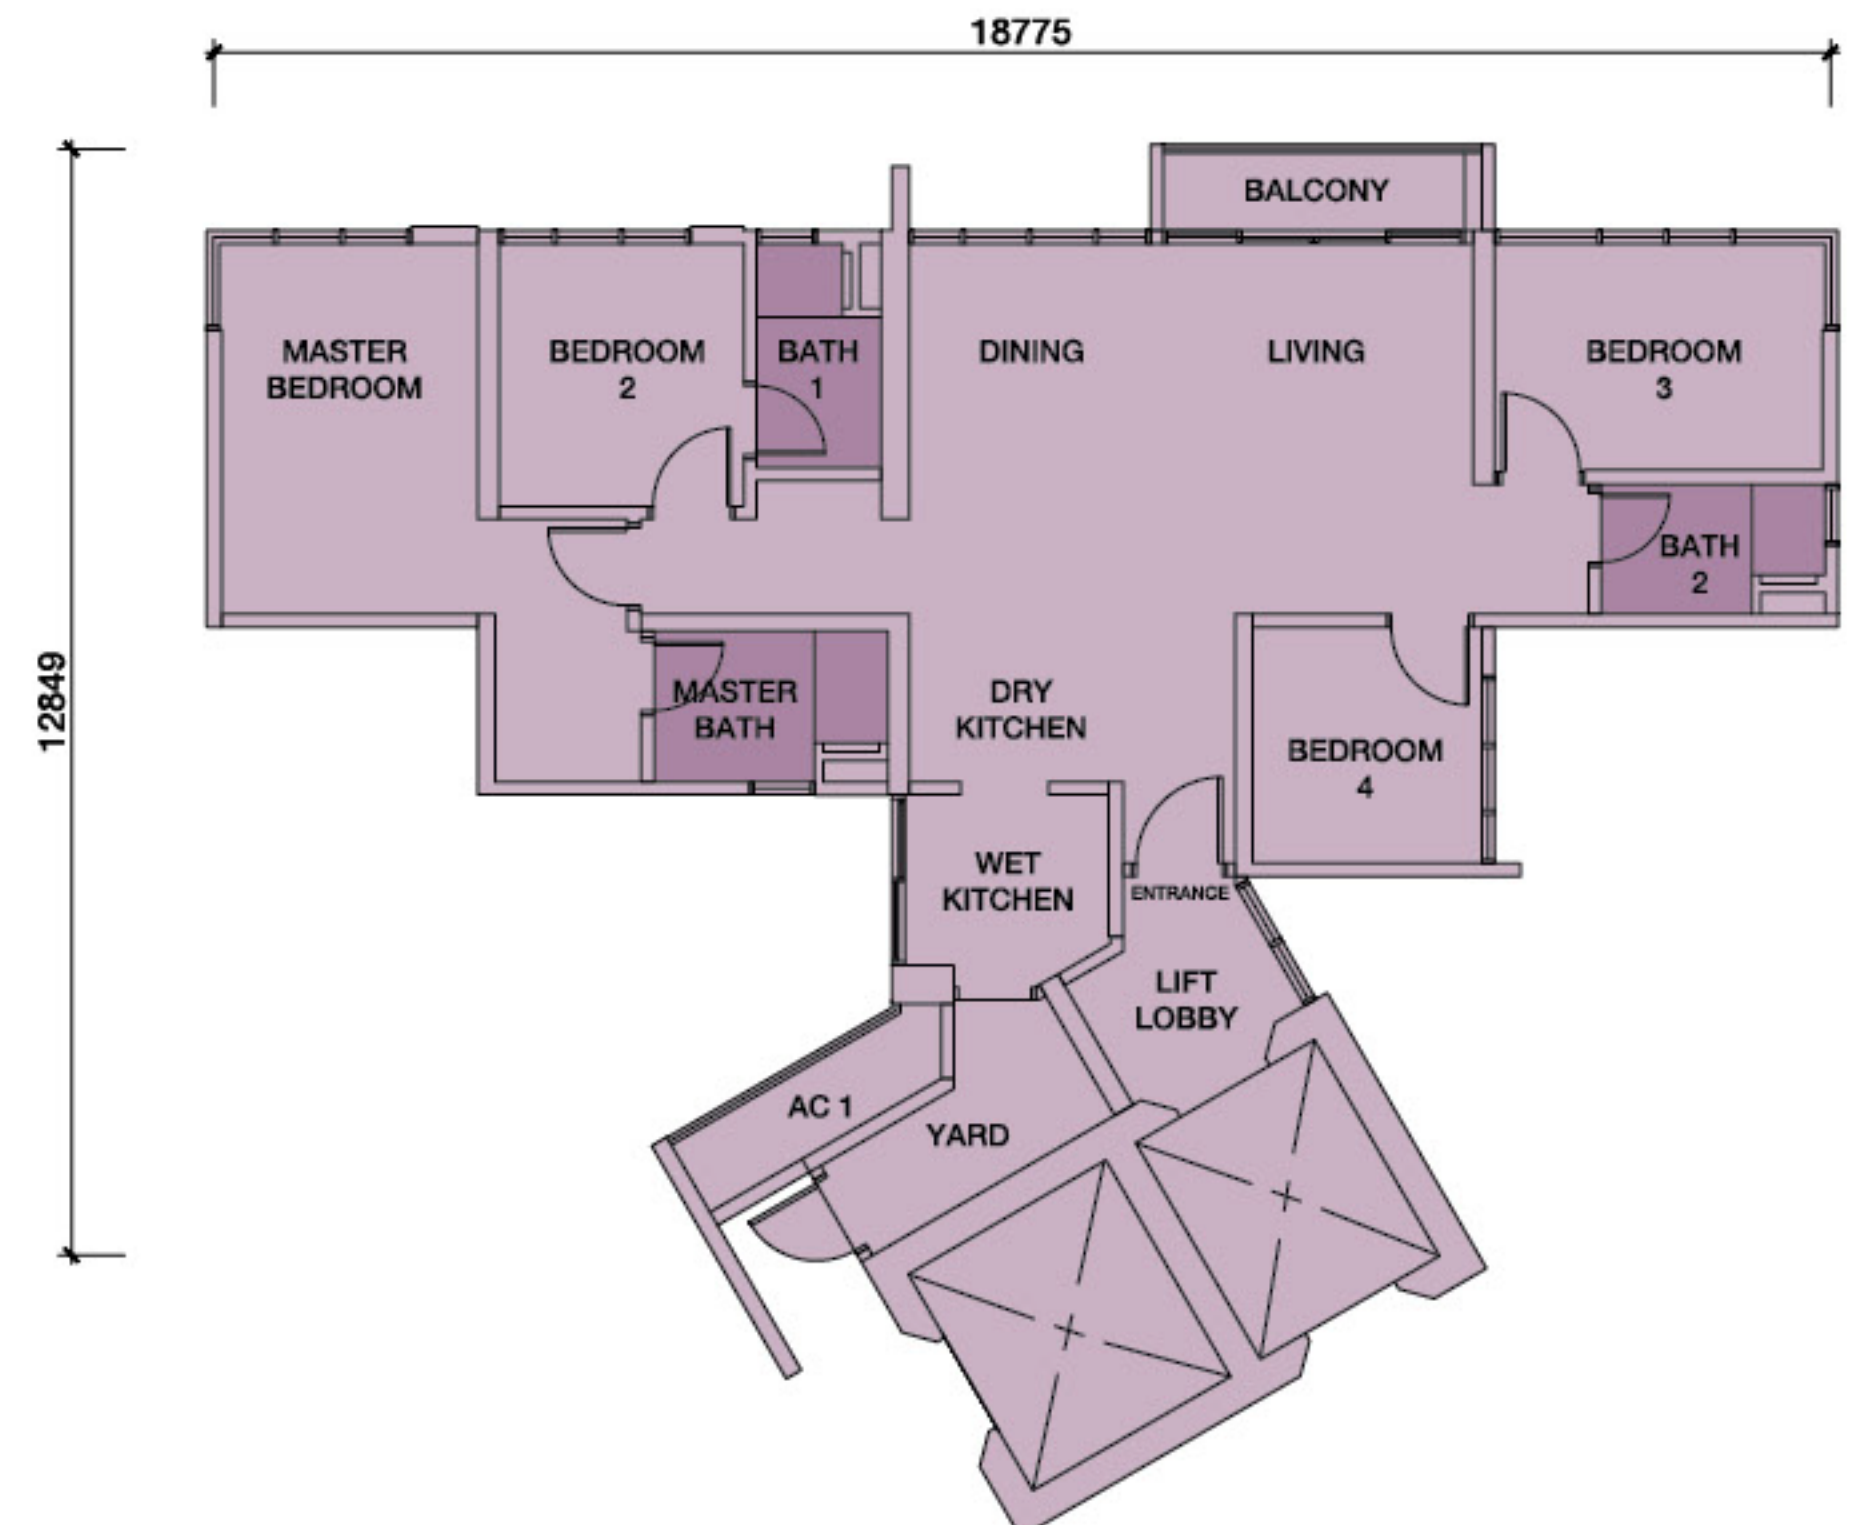 18775
12849
BALCONY
MASTER
BEDROOM
BEDROOM
2
BATH
1
DINING
LIVING
BEDROOM
3
BATH
2
MASTER
BATH
DRY
KITCHEN
BEDROOM
4
WET
KITCHEN
ENTRANCE
LIFT
LOBBY
AC 1
YARD